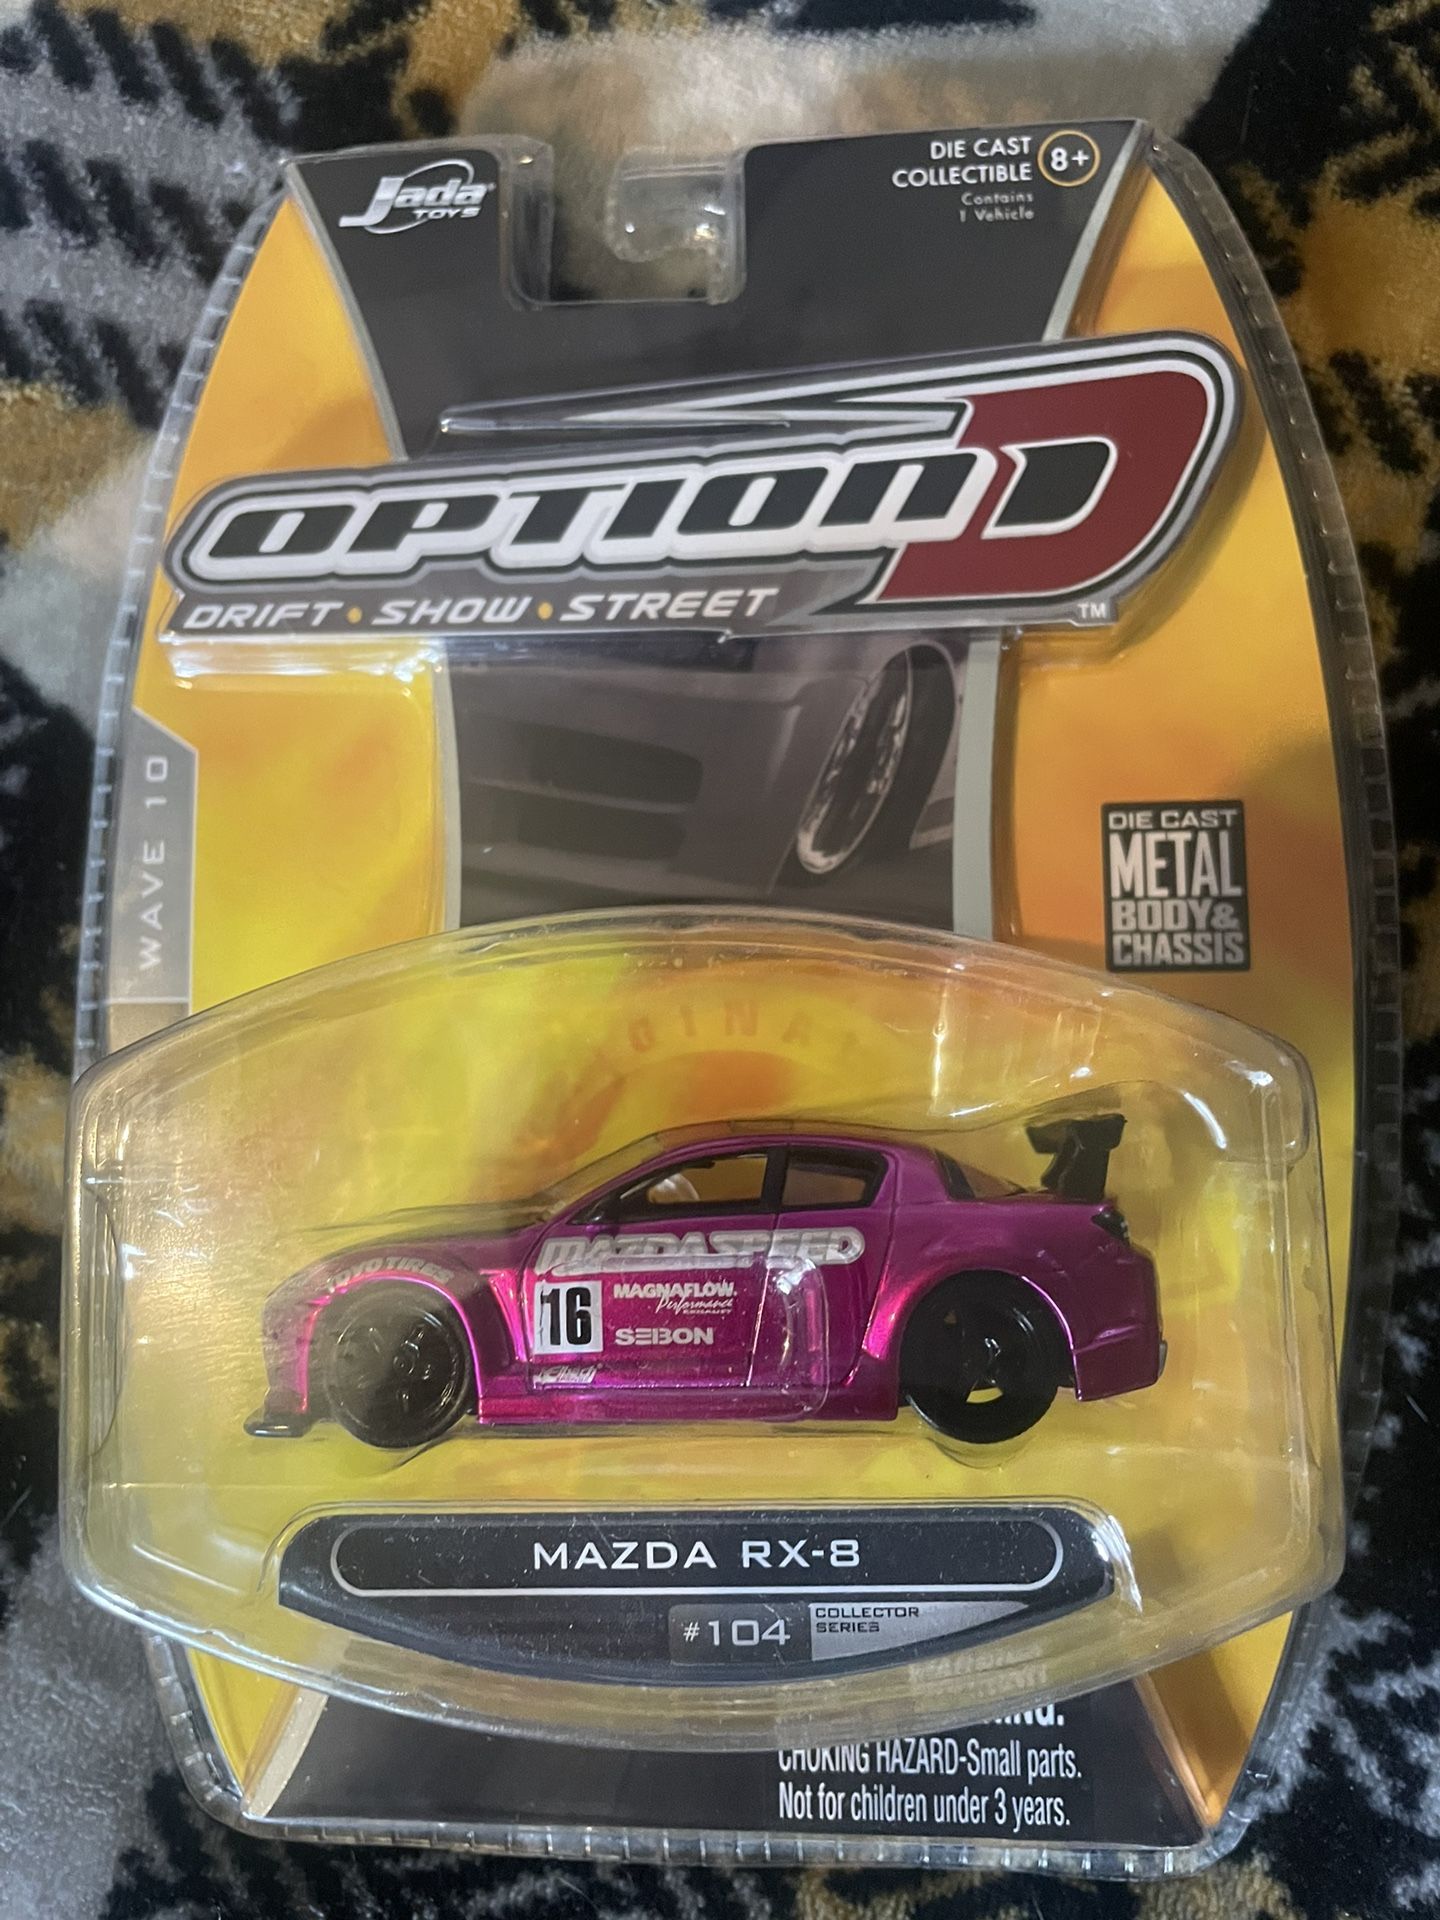 Jada
TOYS
DIE CAST
COLLECTIBLE
8+
Contains
1 Vehicle
OPTION D
DRIFT • SHOW • STREET
TM
WAVE 10
DIE CAST
METAL
BODY &
CHASSIS
TOYO TIRES
MAZDASPEED
16
MAGNAFLOW.
Performance
EXHAUST
SEIBON
MAZDA RX-8
#104
COLLECTOR
SERIES
CHOKING HAZARD-Small parts.
Not for children under 3 years.